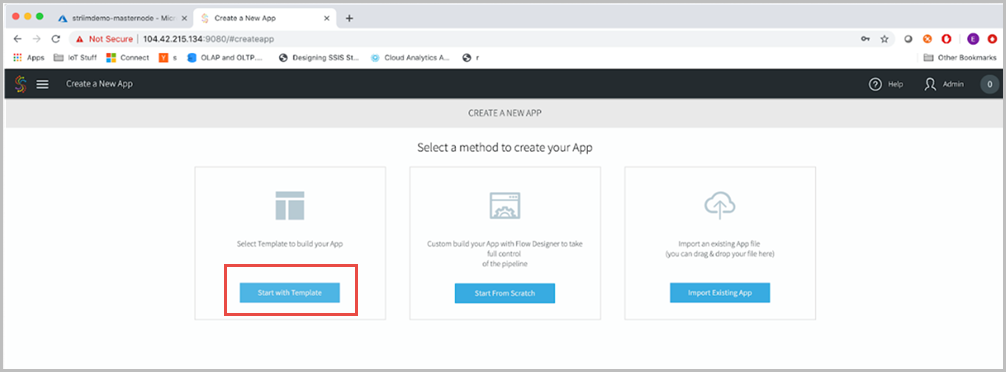 striimdemo-masternode - Micr
Create a New App
Not Secure | 104.42.215.134:9080/#createapp
E
Apps IoT Stuff Connect Y s OLAP and OLTP.... Designing SSIS St... Cloud Analytics A... r Other Bookmarks
Create a New App Help Admin 0
CREATE A NEW APP
Select a method to create your App
Select Template to build your App
Start with Template
Custom build your App with Flow Designer to take
full control
of the pipeline
Start From Scratch
Import an existing App file
(you can drag & drop your file here)
Import Existing App